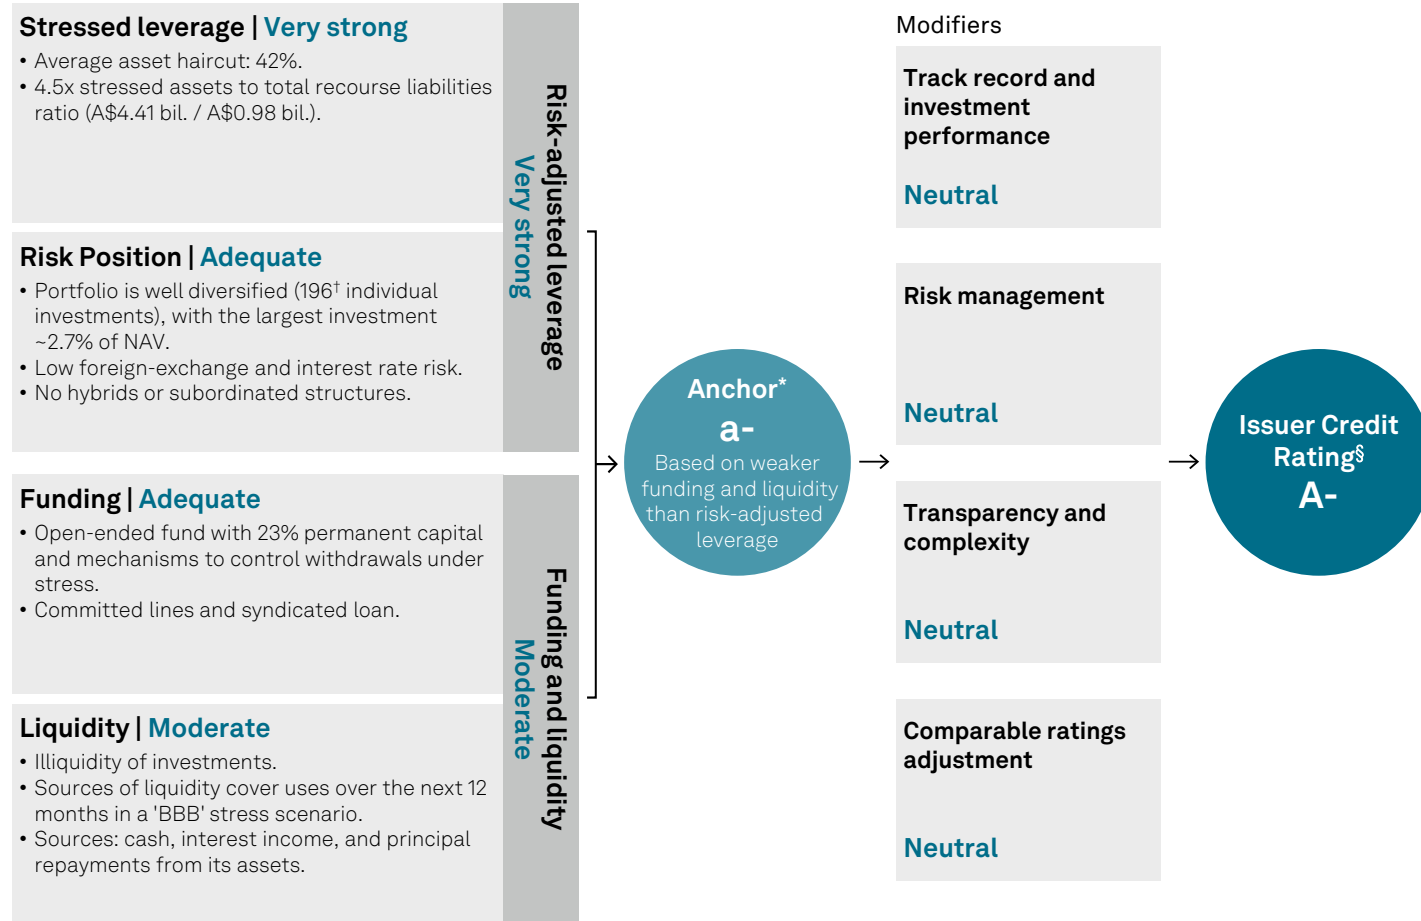 Stressed leverage | Very strong
• Average asset haircut: 42%.
• 4.5x stressed assets to total recourse liabilities
ratio (A$4.41 bil. / A$0.98 bil.).
Risk Position | Adequate
• Portfolio is well diversified (196† individual
investments), with the largest investment
~2.7% of NAV.
• Low foreign-exchange and interest rate risk.
• No hybrids or subordinated structures.
Risk-adjusted leverage
Very strong
Funding | Adequate
• Open-ended fund with 23% permanent capital
and mechanisms to control withdrawals under
stress.
• Committed lines and syndicated loan.
Liquidity | Moderate
• Illiquidity of investments.
• Sources of liquidity cover uses over the next 12
months in a 'BBB' stress scenario.
• Sources: cash, interest income, and principal
repayments from its assets.
Funding and liquidity
Moderate
Anchor*
a-
Based on weaker
funding and liquidity
than risk-adjusted
leverage
Modifiers
Track record and
investment
performance
Neutral
Risk management
Neutral
Transparency and
complexity
Neutral
Comparable ratings
adjustment
Neutral
Issuer Credit
Rating§
A-